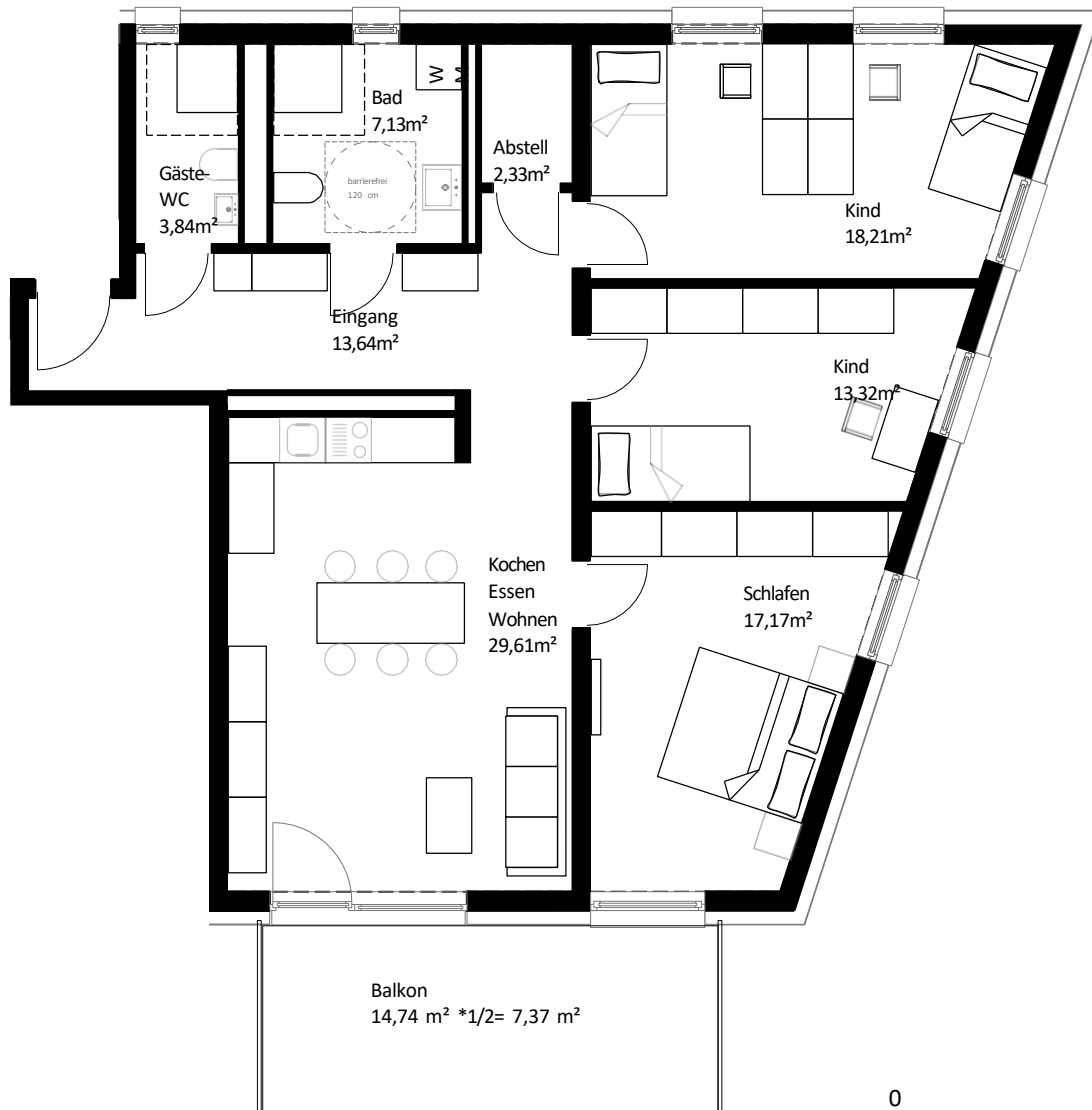 W
M
Bad
7,13m²
Abstell
2,33m²
Gäste-
WC
3,84m²
barrierefrei
120 cm
Kind
18,21m²
Eingang
13,64m²
Kind
13,32m²
Kochen
Essen
Wohnen
29,61m²
Schlafen
17,17m²
Balkon
14,74 m² *1/2= 7,37 m²
0